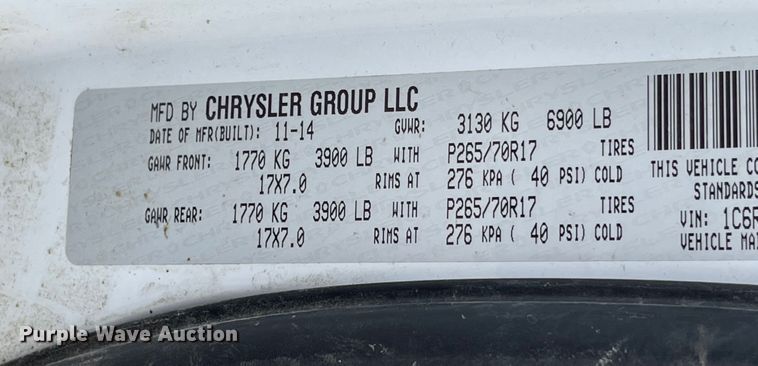 MFD BY CHRYSLER GROUP LLC
DATE OF MFR(BUILT): 11-14 GVWR: 3130 KG 6900 LB
GAWR FRONT: 1770 KG 3900 LB WITH P265/70R17 TIRES
17X7.0 RIMS AT 276 KPA ( 40 PSI) COLD
GAWR REAR: 1770 KG 3900 LB WITH P265/70R17 TIRES
17X7.0 RIMS AT 276 KPA ( 40 PSI) COLD
THIS VEHICLE CO
STANDARDS
VIN: 1C6R
VEHICLE MA
Purple Wave Auction